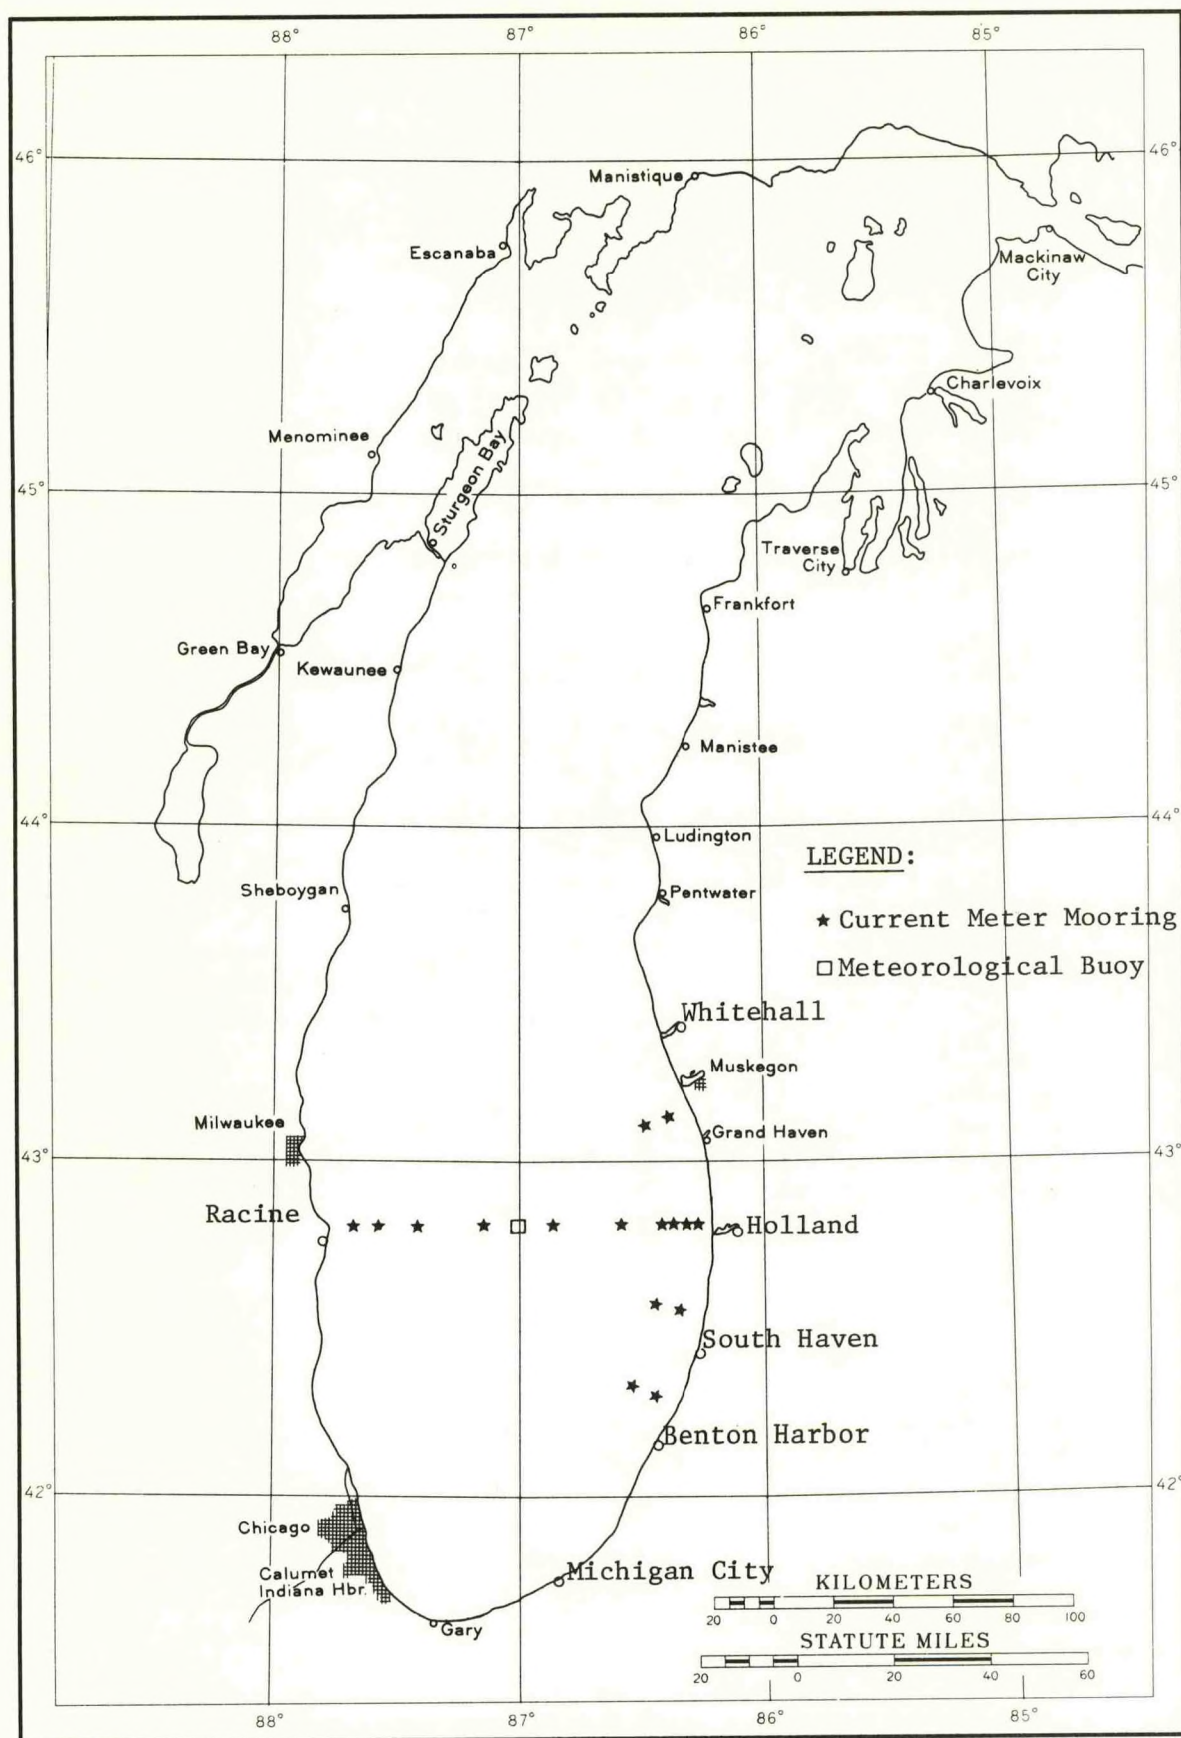 88° 87° 86° 85°
46° 46°
Manistique
Escanaba
Mackinaw
City
Charlevoix
Menominee
Sturgeon Bay
45° 45°
Traverse
City
Frankfort
Green Bay
Kewaunee
Manistee
44° 44°
Ludington
LEGEND:
Sheboygan
Pentwater
★ Current Meter Mooring
□ Meteorological Buoy
Whitehall
Muskegon
Milwaukee
Grand Haven
43° 43°
Racine
Holland
South Haven
Benton Harbor
42° 42°
Chicago
Calumet
Indiana Hbr.
Michigan City
Gary
KILOMETERS
20 0 20 40 60 80 100
STATUTE MILES
20 0 20 40 60
88° 87° 86° 85°